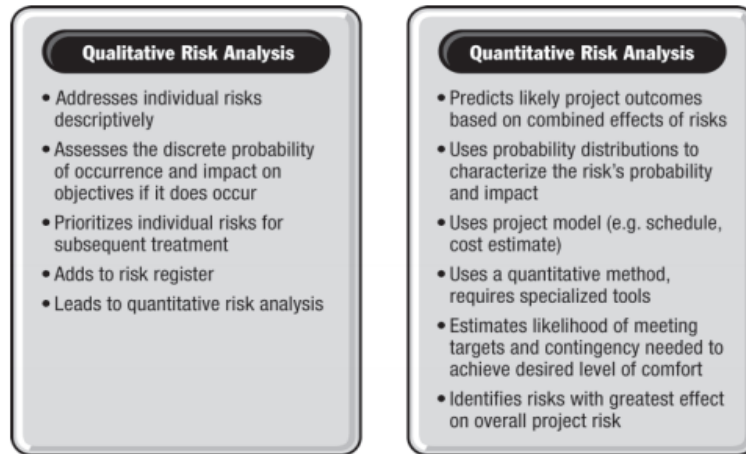 Qualitative Risk Analysis
• Addresses individual risks
descriptively
• Assesses the discrete probability
of occurrence and impact on
objectives if it does occur
• Prioritizes individual risks for
subsequent treatment
• Adds to risk register
• Leads to quantitative risk analysis
Quantitative Risk Analysis
• Predicts likely project outcomes
based on combined effects of risks
• Uses probability distributions to
characterize the risk's probability
and impact
• Uses project model (e.g. schedule,
cost estimate)
• Uses a quantitative method,
requires specialized tools
• Estimates likelihood of meeting
targets and contingency needed to
achieve desired level of comfort
• Identifies risks with greatest effect
on overall project risk